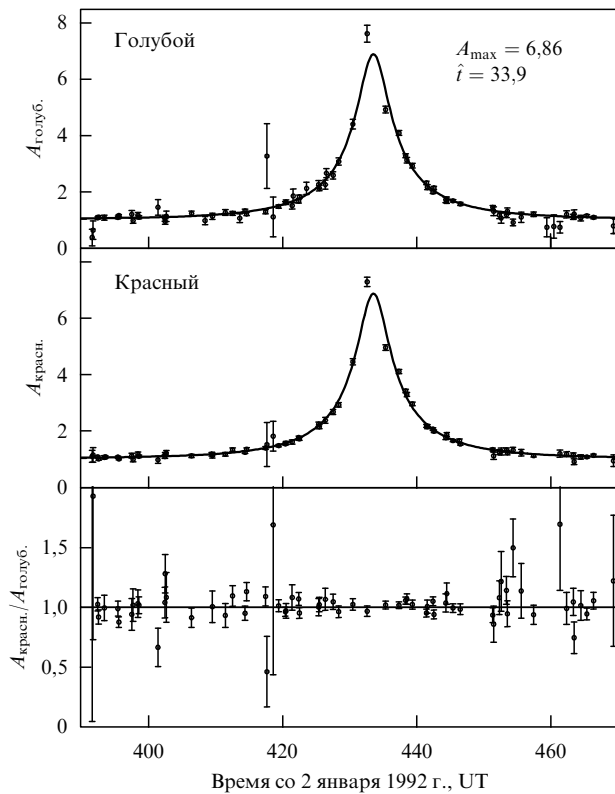 8
6
4
2
0
Голубой
A_max = 6,86
t̂ = 33,9
A_голуб.
6
4
2
0
Красный
A_красн.
1,5
1,0
1,5
0
A_красн./A_голуб.
400
420
440
460
Время со 2 января 1992 г., UT